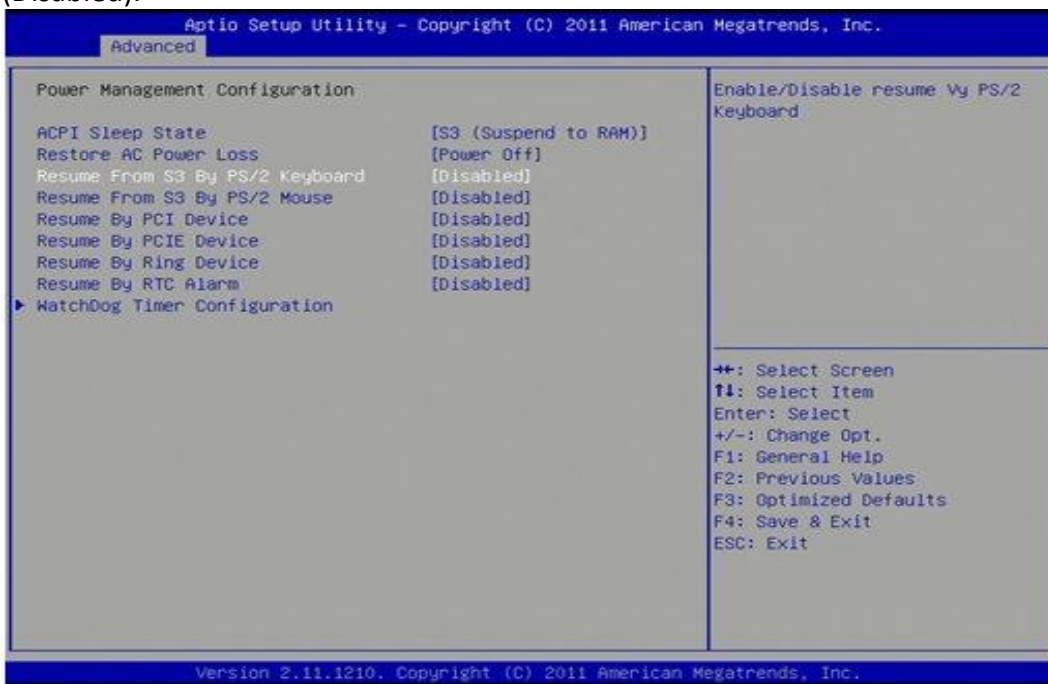 (Disabled).
Aptio Setup Utility – Copyright (C) 2011 American Megatrends, Inc.
Advanced
Power Management Configuration
ACPI Sleep State [S3 (Suspend to RAM)]
Restore AC Power Loss [Power Off]
Resume From S3 By PS/2 Keyboard [Disabled]
Resume From S3 By PS/2 Mouse [Disabled]
Resume By PCI Device [Disabled]
Resume By PCIE Device [Disabled]
Resume By Ring Device [Disabled]
Resume By RTC Alarm [Disabled]
WatchDog Timer Configuration
Enable/Disable resume Vy PS/2
Keyboard
→←: Select Screen
↑↓: Select Item
Enter: Select
+/-: Change Opt.
F1: General Help
F2: Previous Values
F3: Optimized Defaults
F4: Save & Exit
ESC: Exit
Version 2.11.1210. Copyright (C) 2011 American Megatrends, Inc.